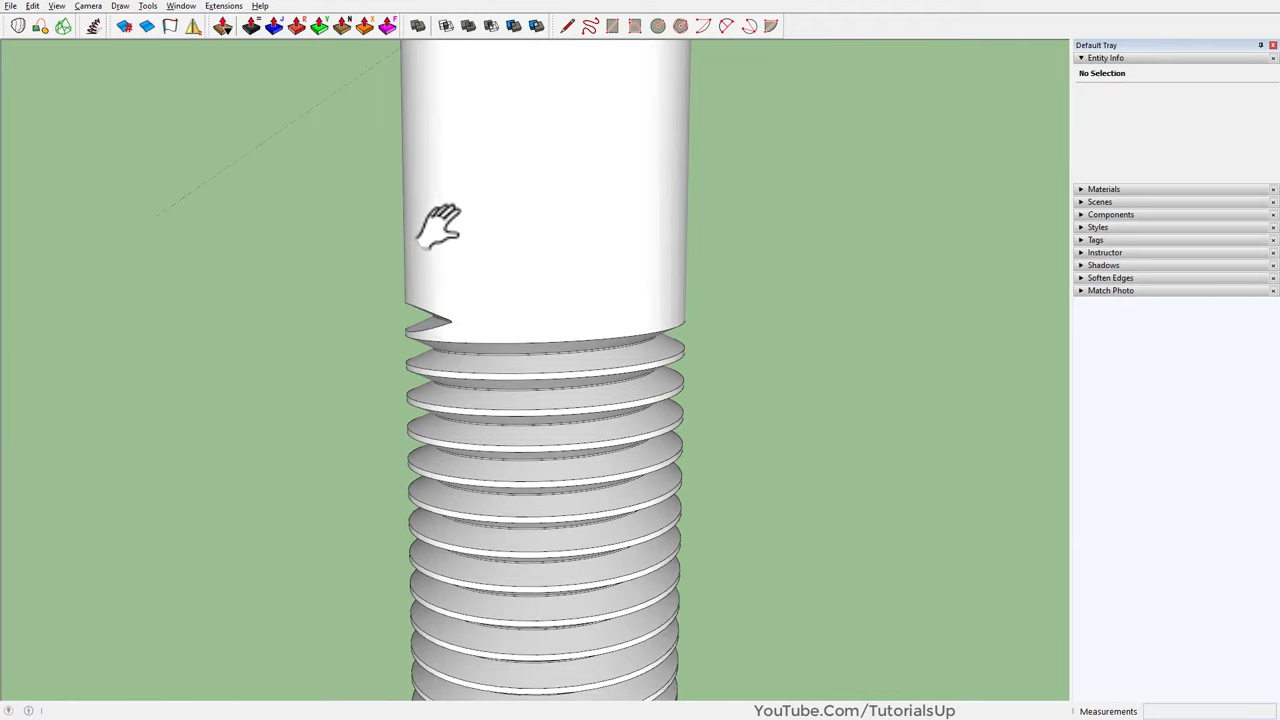 File Edit View Camera Draw Tools Window Extensions Help
Default Tray
Entity Info
No Selection
Materials
Scenes
Components
Styles
Tags
Instructor
Shadows
Soften Edges
Match Photo
YouTube.Com/TutorialsUp
Measurements